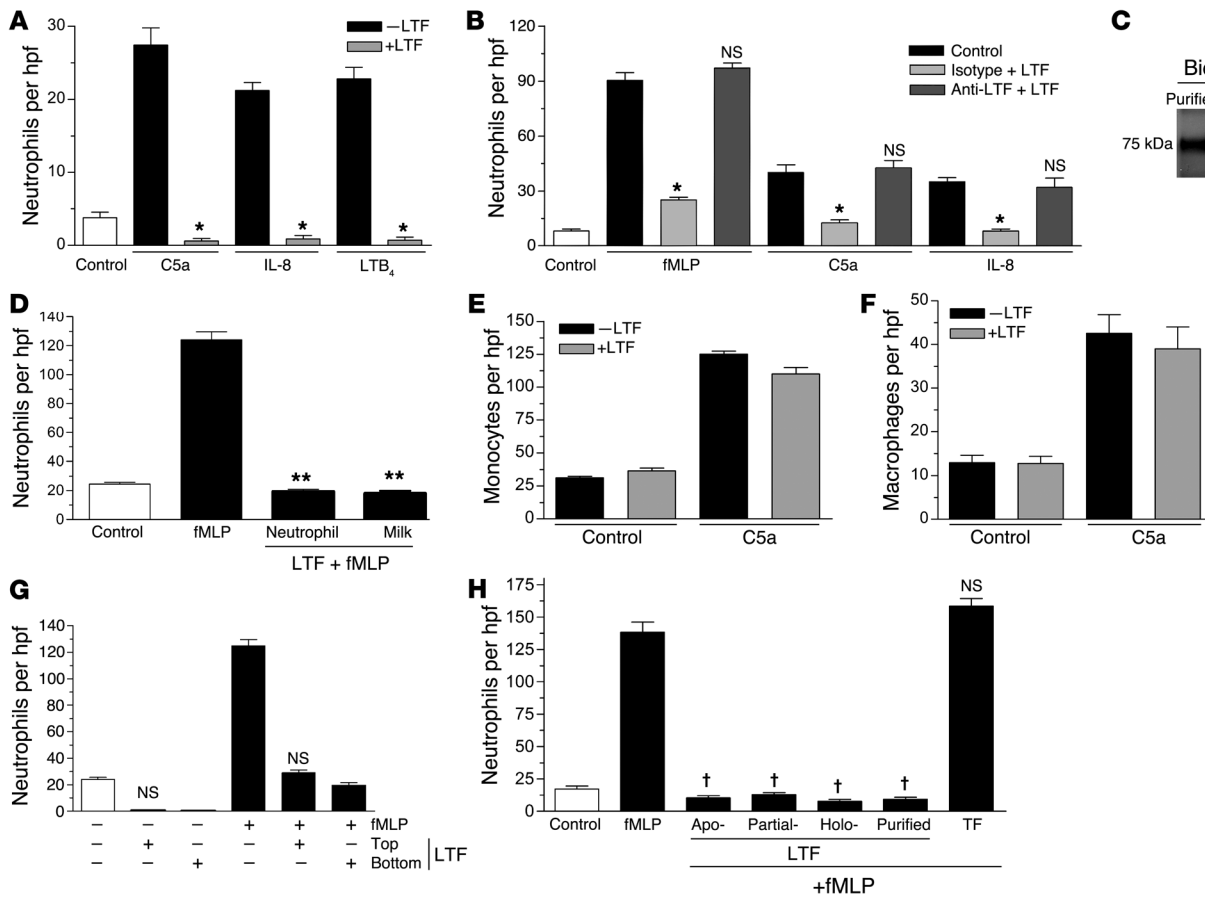 A
Neutrophils per hpf
30
20
10
0
—LTF
+LTF
* * *
Control C5a IL-8 LTB4
B
Neutrophils per hpf
120
90
60
30
0
Control
Isotype + LTF
Anti-LTF + LTF
NS
* * *
NS NS
Control fMLP C5a IL-8
C
75 kDa
D
Neutrophils per hpf
140
120
100
80
60
40
20
0
** **
Control fMLP Neutrophil Milk
LTF + fMLP
E
Monocytes per hpf
150
125
100
75
50
25
0
—LTF
+LTF
Control C5a
F
Macrophages per hpf
50
40
30
20
10
0
—LTF
+LTF
Control C5a
G
Neutrophils per hpf
140
120
100
80
60
40
20
0
NS NS
– – – + + + fMLP
– + – – + – Top
– – + – – + Bottom
LTF
H
Neutrophils per hpf
175
150
125
100
75
50
25
0
† † † †
NS
Control fMLP Apo- Partial- Holo- Purified TF
LTF
+fMLP